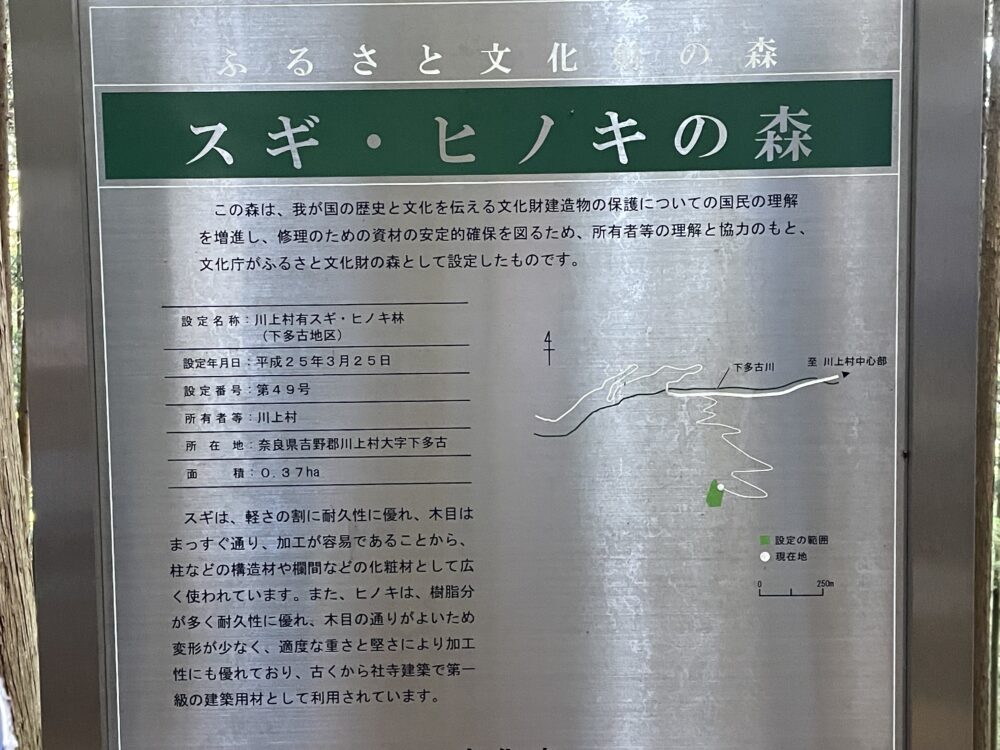 ふるさと文化財の森
スギ・ヒノキの森
この森は、我が国の歴史と文化を伝える文化財建造物の保護についての国民の理解
を増進し、修理のための資材の安定的確保を図るため、所有者等の理解と協力のもと、
文化庁がふるさと文化財の森として設定したものです。
設定名称：川上村有スギ・ヒノキ林
（下多古地区）
設定年月日：平成２５年３月２５日
設定番号：第４９号
所有者等：川上村
所在地：奈良県吉野郡川上村大字下多古
面積：０.３７ha
スギは、軽さの割に耐久性に優れ、木目は
まっすぐ通り、加工が容易であることから、
柱などの構造材や欄間などの化粧材として広
く使われています。また、ヒノキは、樹脂分
が多く耐久性に優れ、木目の通りがよいため
変形が少なく、適度な重さと堅さにより加工
性にも優れており、古くから社寺建築で第一
級の建築用材として利用されています。
4
下多古川
至 川上村中心部
設定の範囲
現在地
0 250m